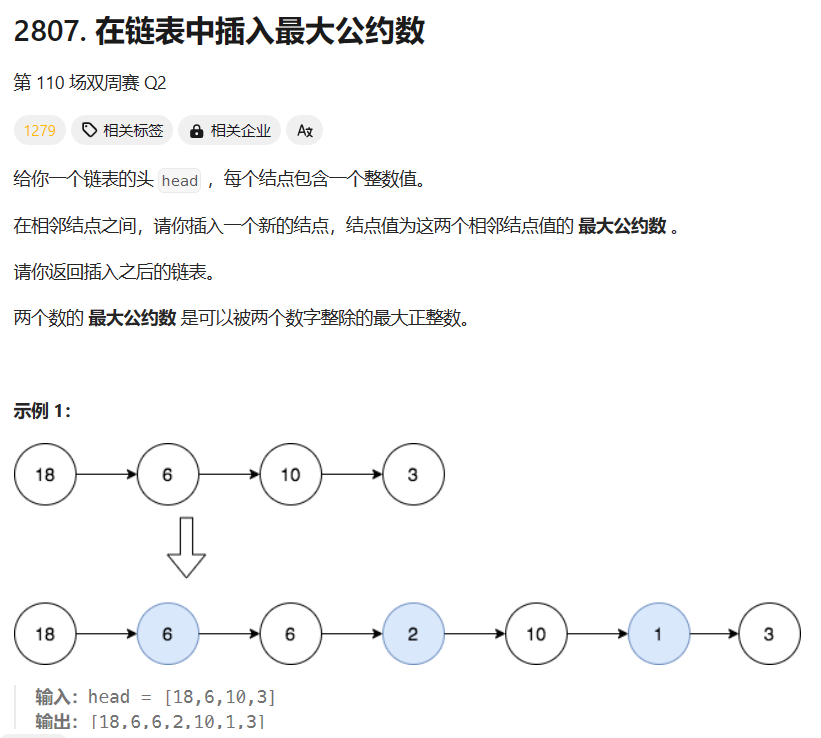 2807. 在链表中插入最大公约数
第 110 场双周赛 Q2
1279 相关标签 相关企业 A文
给你一个链表的头 head ，每个结点包含一个整数值。
在相邻结点之间，请你插入一个新的结点，结点值为这两个相邻结点值的 最大公约数 。
请你返回插入之后的链表。
两个数的 最大公约数 是可以被两个数字整除的最大正整数。
示例 1：
18 6 10 3
18 6 6 2 10 1 3
输入：head = [18,6,10,3]
输出：[18,6,6,2,10,1,3]